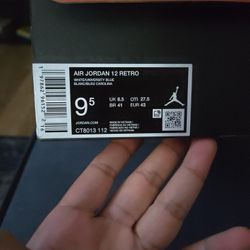 AIR JORDAN 12 RETRO
WHITE/UNIVERSITY BLUE
BLANC/BLEU CAROLINA
9.5
UK 8.5
CITI 27.5
BR 41
EUR 43
JORDAN.COM
CT8013 112